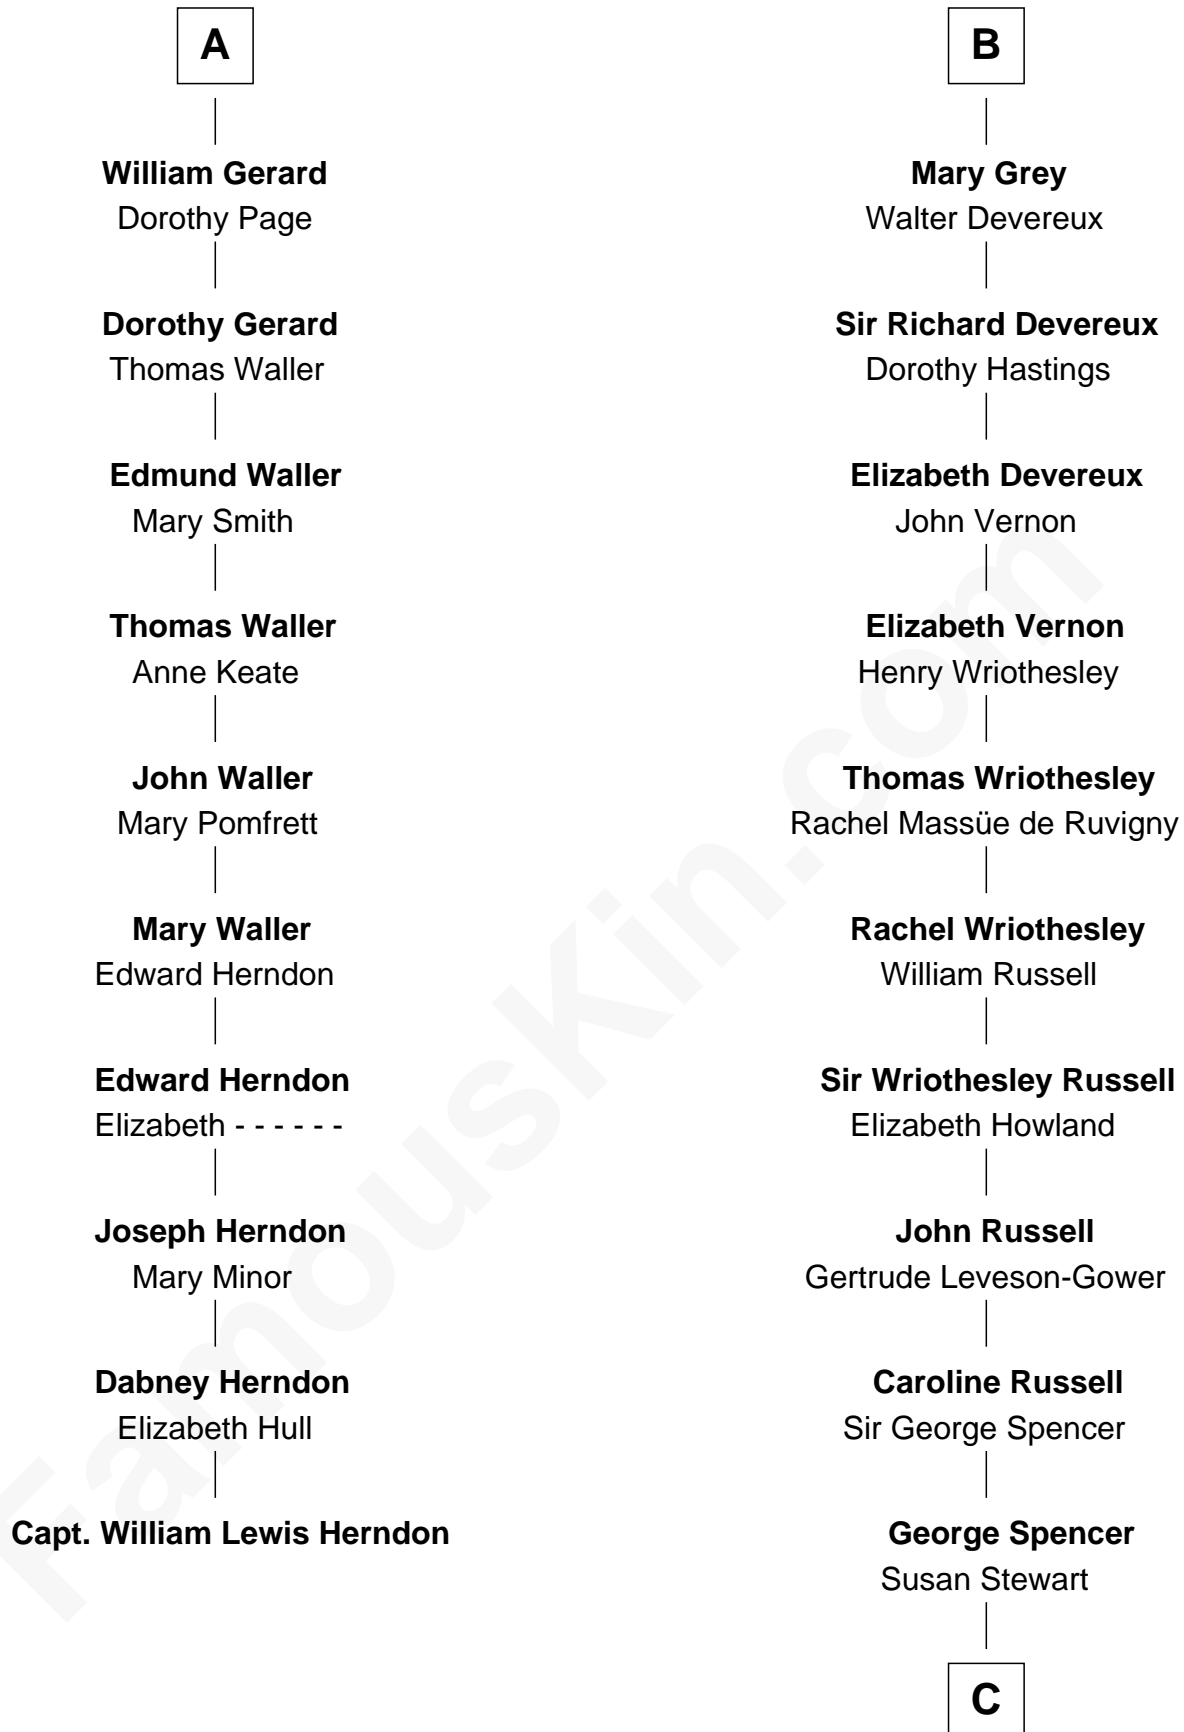 A
William Gerard
Dorothy Page
Dorothy Gerard
Thomas Waller
Edmund Waller
Mary Smith
Thomas Waller
Anne Keate
John Waller
Mary Pomfrett
Mary Waller
Edward Herndon
Edward Herndon
Elizabeth - - - - - -
Joseph Herndon
Mary Minor
Dabney Herndon
Elizabeth Hull
Capt. William Lewis Herndon
B
Mary Grey
Walter Devereux
Sir Richard Devereux
Dorothy Hastings
Elizabeth Devereux
John Vernon
Elizabeth Vernon
Henry Wriothesley
Thomas Wriothesley
Rachel Massüe de Ruvigny
Rachel Wriothesley
William Russell
Sir Wriothesley Russell
Elizabeth Howland
John Russell
Gertrude Leveson-Gower
Caroline Russell
Sir George Spencer
George Spencer
Susan Stewart
C
FamousKin.com